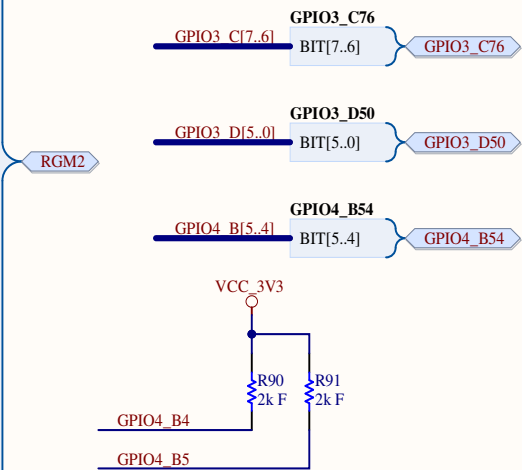 GPIO3_C76
GPIO3_C[7..6]
BIT[7..6]
GPIO3_C76
GPIO3_D50
GPIO3_D[5..0]
BIT[5..0]
GPIO3_D50
RGM2
GPIO4_B54
GPIO4_B[5..4]
BIT[5..4]
GPIO4_B54
VCC_3V3
R90
2k F
R91
2k F
GPIO4_B4
GPIO4_B5